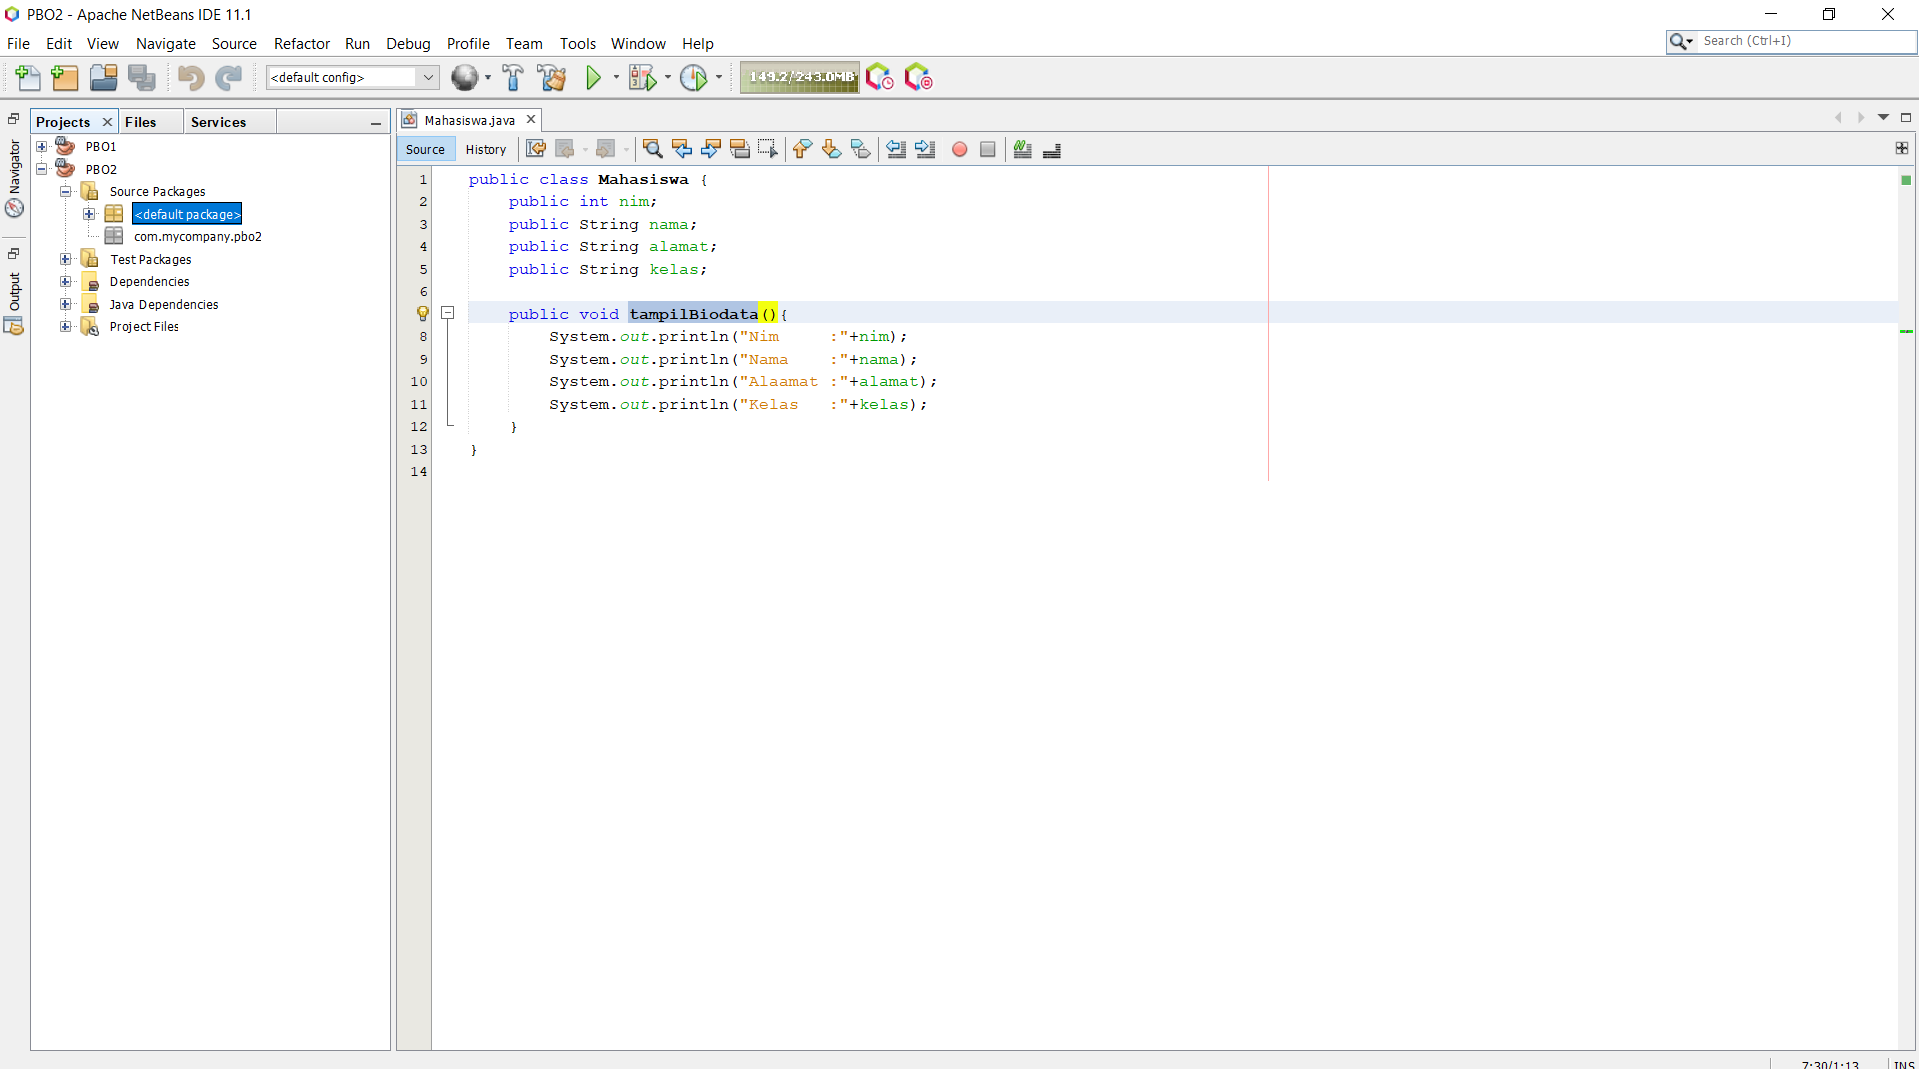 PBO2 - Apache NetBeans IDE 11.1
File Edit View Navigate Source Refactor Run Debug Profile Team Tools Window Help
Search (Ctrl+I)
<default config>
149.2/243.0MB
Projects Files Services
Navigator
Output
PBO1
PBO2
Source Packages
<default package>
com.mycompany.pbo2
Test Packages
Dependencies
Java Dependencies
Project Files
Mahasiswa.java
Source History
1 public class Mahasiswa {
2     public int nim;
3     public String nama;
4     public String alamat;
5     public String kelas;
6
    public void tampilBiodata(){
8         System.out.println("Nim     :"+nim);
9         System.out.println("Nama    :"+nama);
10         System.out.println("Alaamat :"+alamat);
11         System.out.println("Kelas   :"+kelas);
12     }
13 }
14
7:30/1:13 INS